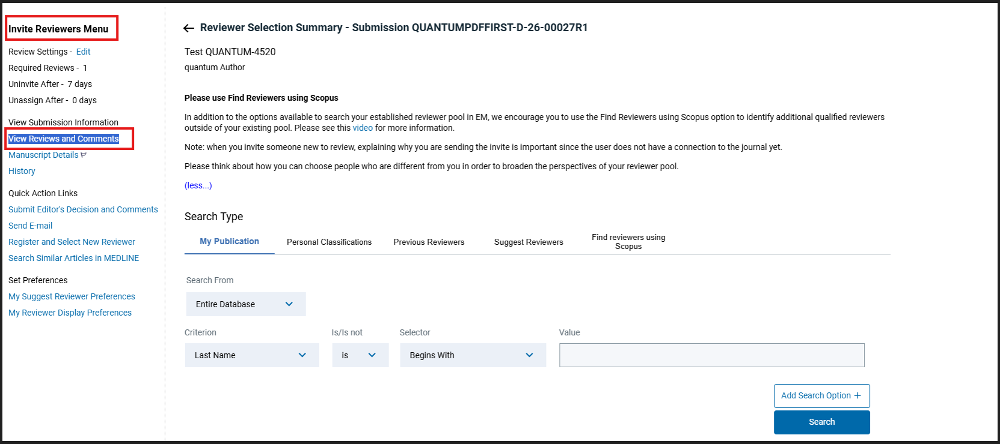 Invite Reviewers Menu
Review Settings - Edit
Required Reviews - 1
Uninvite After - 7 days
Unassign After - 0 days
View Submission Information
View Reviews and Comments
Manuscript Details
History
Quick Action Links
Submit Editor's Decision and Comments
Send E-mail
Register and Select New Reviewer
Search Similar Articles in MEDLINE
Set Preferences
My Suggest Reviewer Preferences
My Reviewer Display Preferences
Reviewer Selection Summary - Submission QUANTUMPDFFIRST-D-26-00027R1
Test QUANTUM-4520
quantum Author
Please use Find Reviewers using Scopus
In addition to the options available to search your established reviewer pool in EM, we encourage you to use the Find Reviewers using Scopus option to identify additional qualified reviewers
outside of your existing pool. Please see this video for more information.
Note: when you invite someone new to review, explaining why you are sending the invite is important since the user does not have a connection to the journal yet.
Please think about how you can choose people who are different from you in order to broaden the perspectives of your reviewer pool.
(less...)
Search Type
My Publication
Personal Classifications
Previous Reviewers
Suggest Reviewers
Find reviewers using
Scopus
Search From
Entire Database
Criterion
Is/Is not
Selector
Value
Last Name
is
Begins With
Add Search Option +
Search